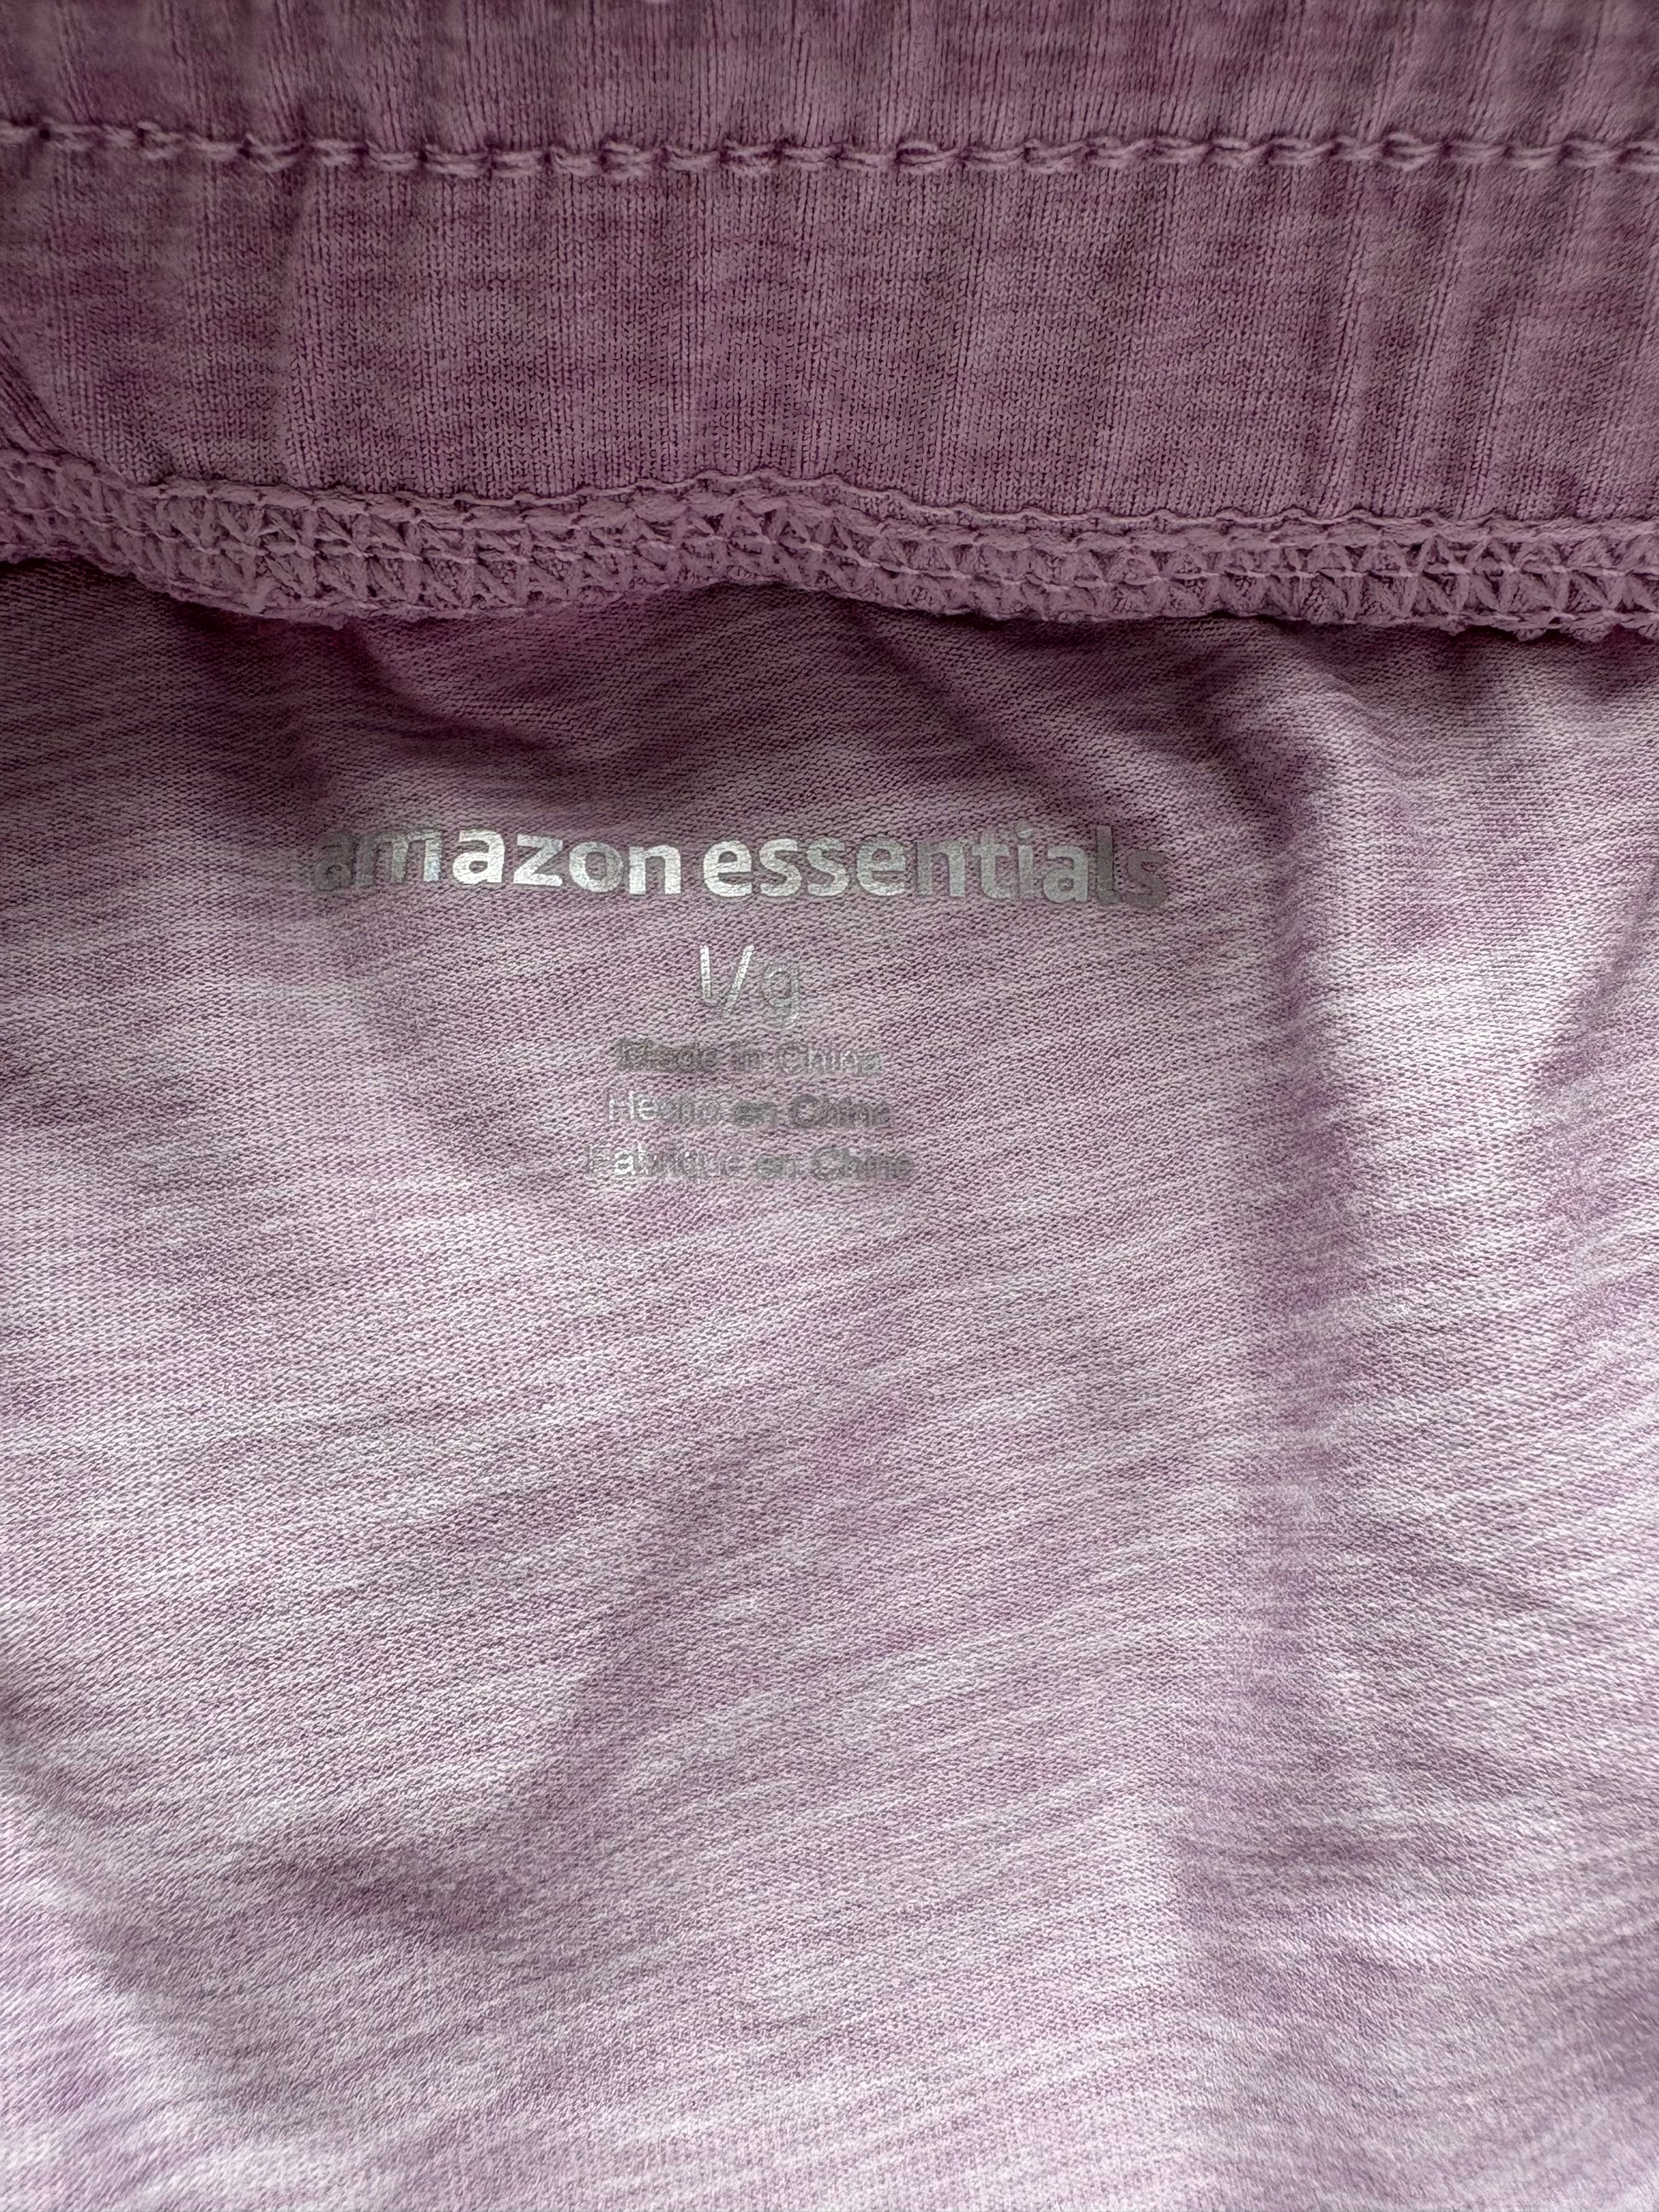 amazon essentials
l/g
Made in China
Hecho en China
Fabriqué en Chine